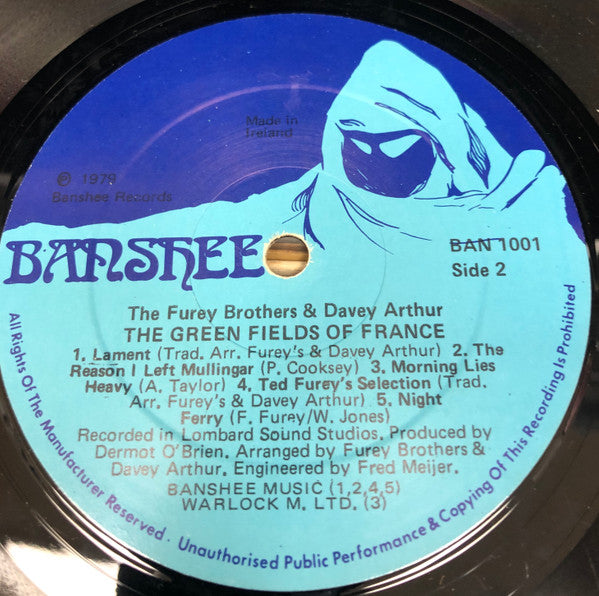 Made in
Ireland
℗ 1979
Banshee Records
BANSHEE
BAN 1001
Side 2
The Furey Brothers & Davey Arthur
THE GREEN FIELDS OF FRANCE
1. Lament (Trad. Arr. Furey's & Davey Arthur) 2. The
Reason I Left Mullingar (P. Cooksey) 3. Morning Lies
Heavy (A. Taylor) 4. Ted Furey's Selection (Trad.
Arr. Furey's & Davey Arthur) 5. Night
Ferry (F. Furey/W. Jones)
Recorded in Lombard Sound Studios. Produced by
Dermot O'Brien. Arranged by Furey Brothers &
Davey Arthur. Engineered by Fred Meijer.
BANSHEE MUSIC (1,2,4,5)
WARLOCK M. LTD. (3)
All Rights Of The Manufacturer Reserved · Unauthorised Public Performance & Copying Of This Recording Is Prohibited